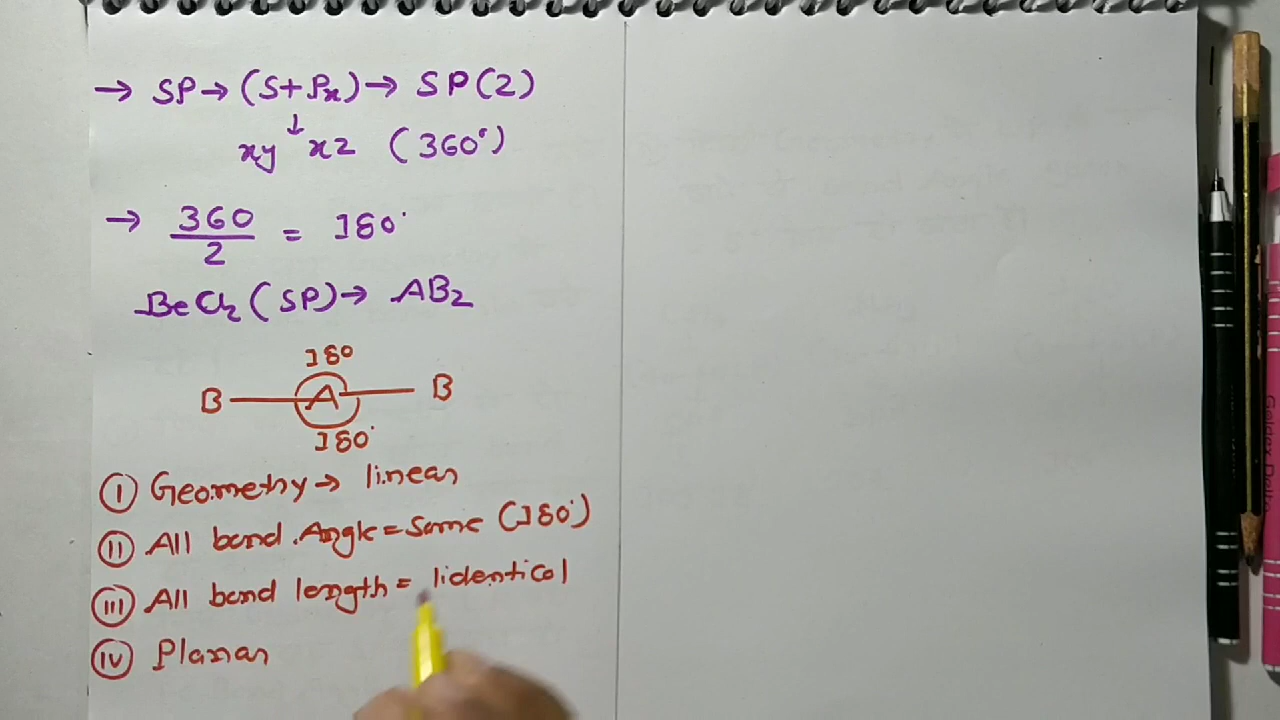 → SP → (S+Px) → SP(2)
↓
xy xz (360°)
→ 360/2 = 180°
BeCl2 (SP) → AB2
180
B A B
180°
(i) Geometry → linear
(ii) All bond Angle = Same (180°)
(iii) All bond length = identical
(iv) Planar
Goldex